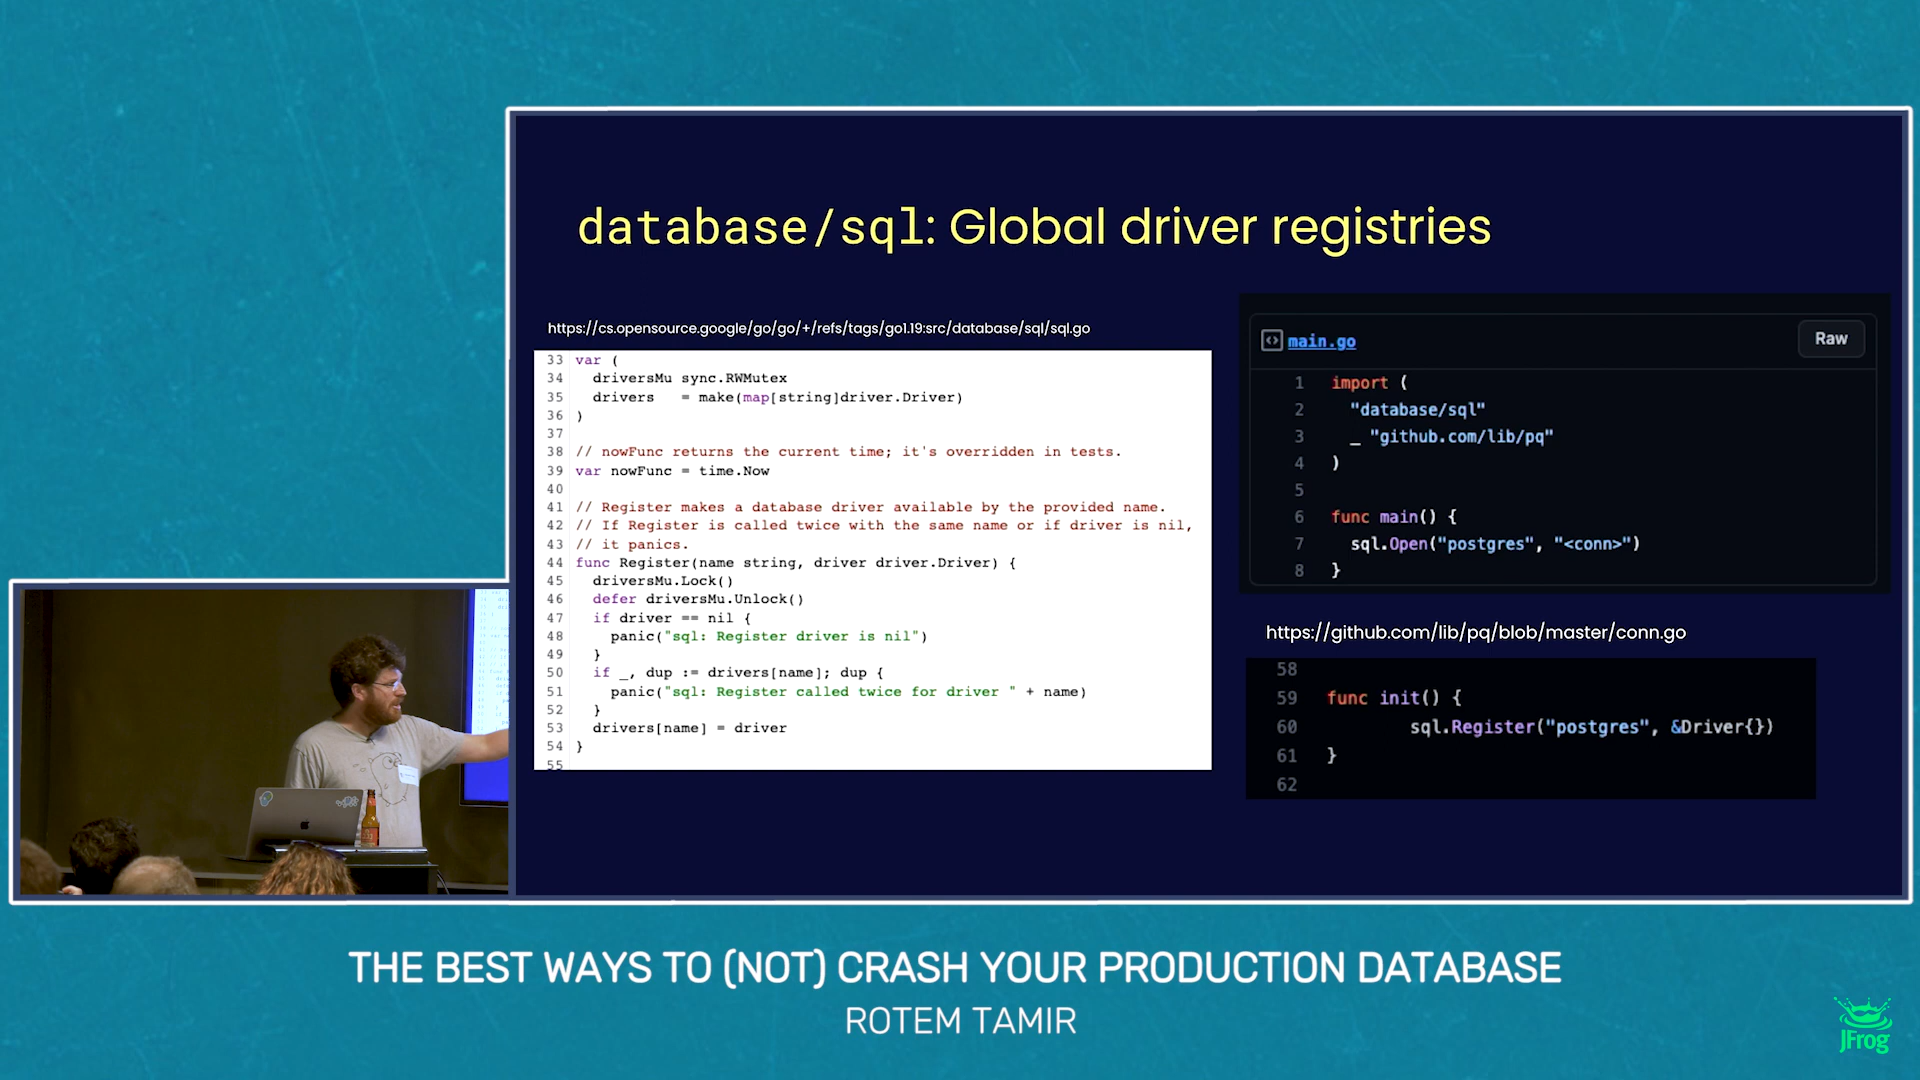 database/sql: Global driver registries
https://cs.opensource.google/go/go/+/refs/tags/go1.19:src/database/sql/sql.go
33 var (
34   driversMu sync.RWMutex
35   drivers   = make(map[string]driver.Driver)
36 )
37
38 // nowFunc returns the current time; it's overridden in tests.
39 var nowFunc = time.Now
40
41 // Register makes a database driver available by the provided name.
42 // If Register is called twice with the same name or if driver is nil,
43 // it panics.
44 func Register(name string, driver driver.Driver) {
45   driversMu.Lock()
46   defer driversMu.Unlock()
47   if driver == nil {
48     panic("sql: Register driver is nil")
49   }
50   if _, dup := drivers[name]; dup {
51     panic("sql: Register called twice for driver " + name)
52   }
53   drivers[name] = driver
54 }
55
main.go
Raw
1 import (
2   "database/sql"
3   _ "github.com/lib/pq"
4 )
5
6 func main() {
7   sql.Open("postgres", "<conn>")
8 }
https://github.com/lib/pq/blob/master/conn.go
58
59 func init() {
60         sql.Register("postgres", &Driver{})
61 }
62
THE BEST WAYS TO (NOT) CRASH YOUR PRODUCTION DATABASE
ROTEM TAMIR
JFrog